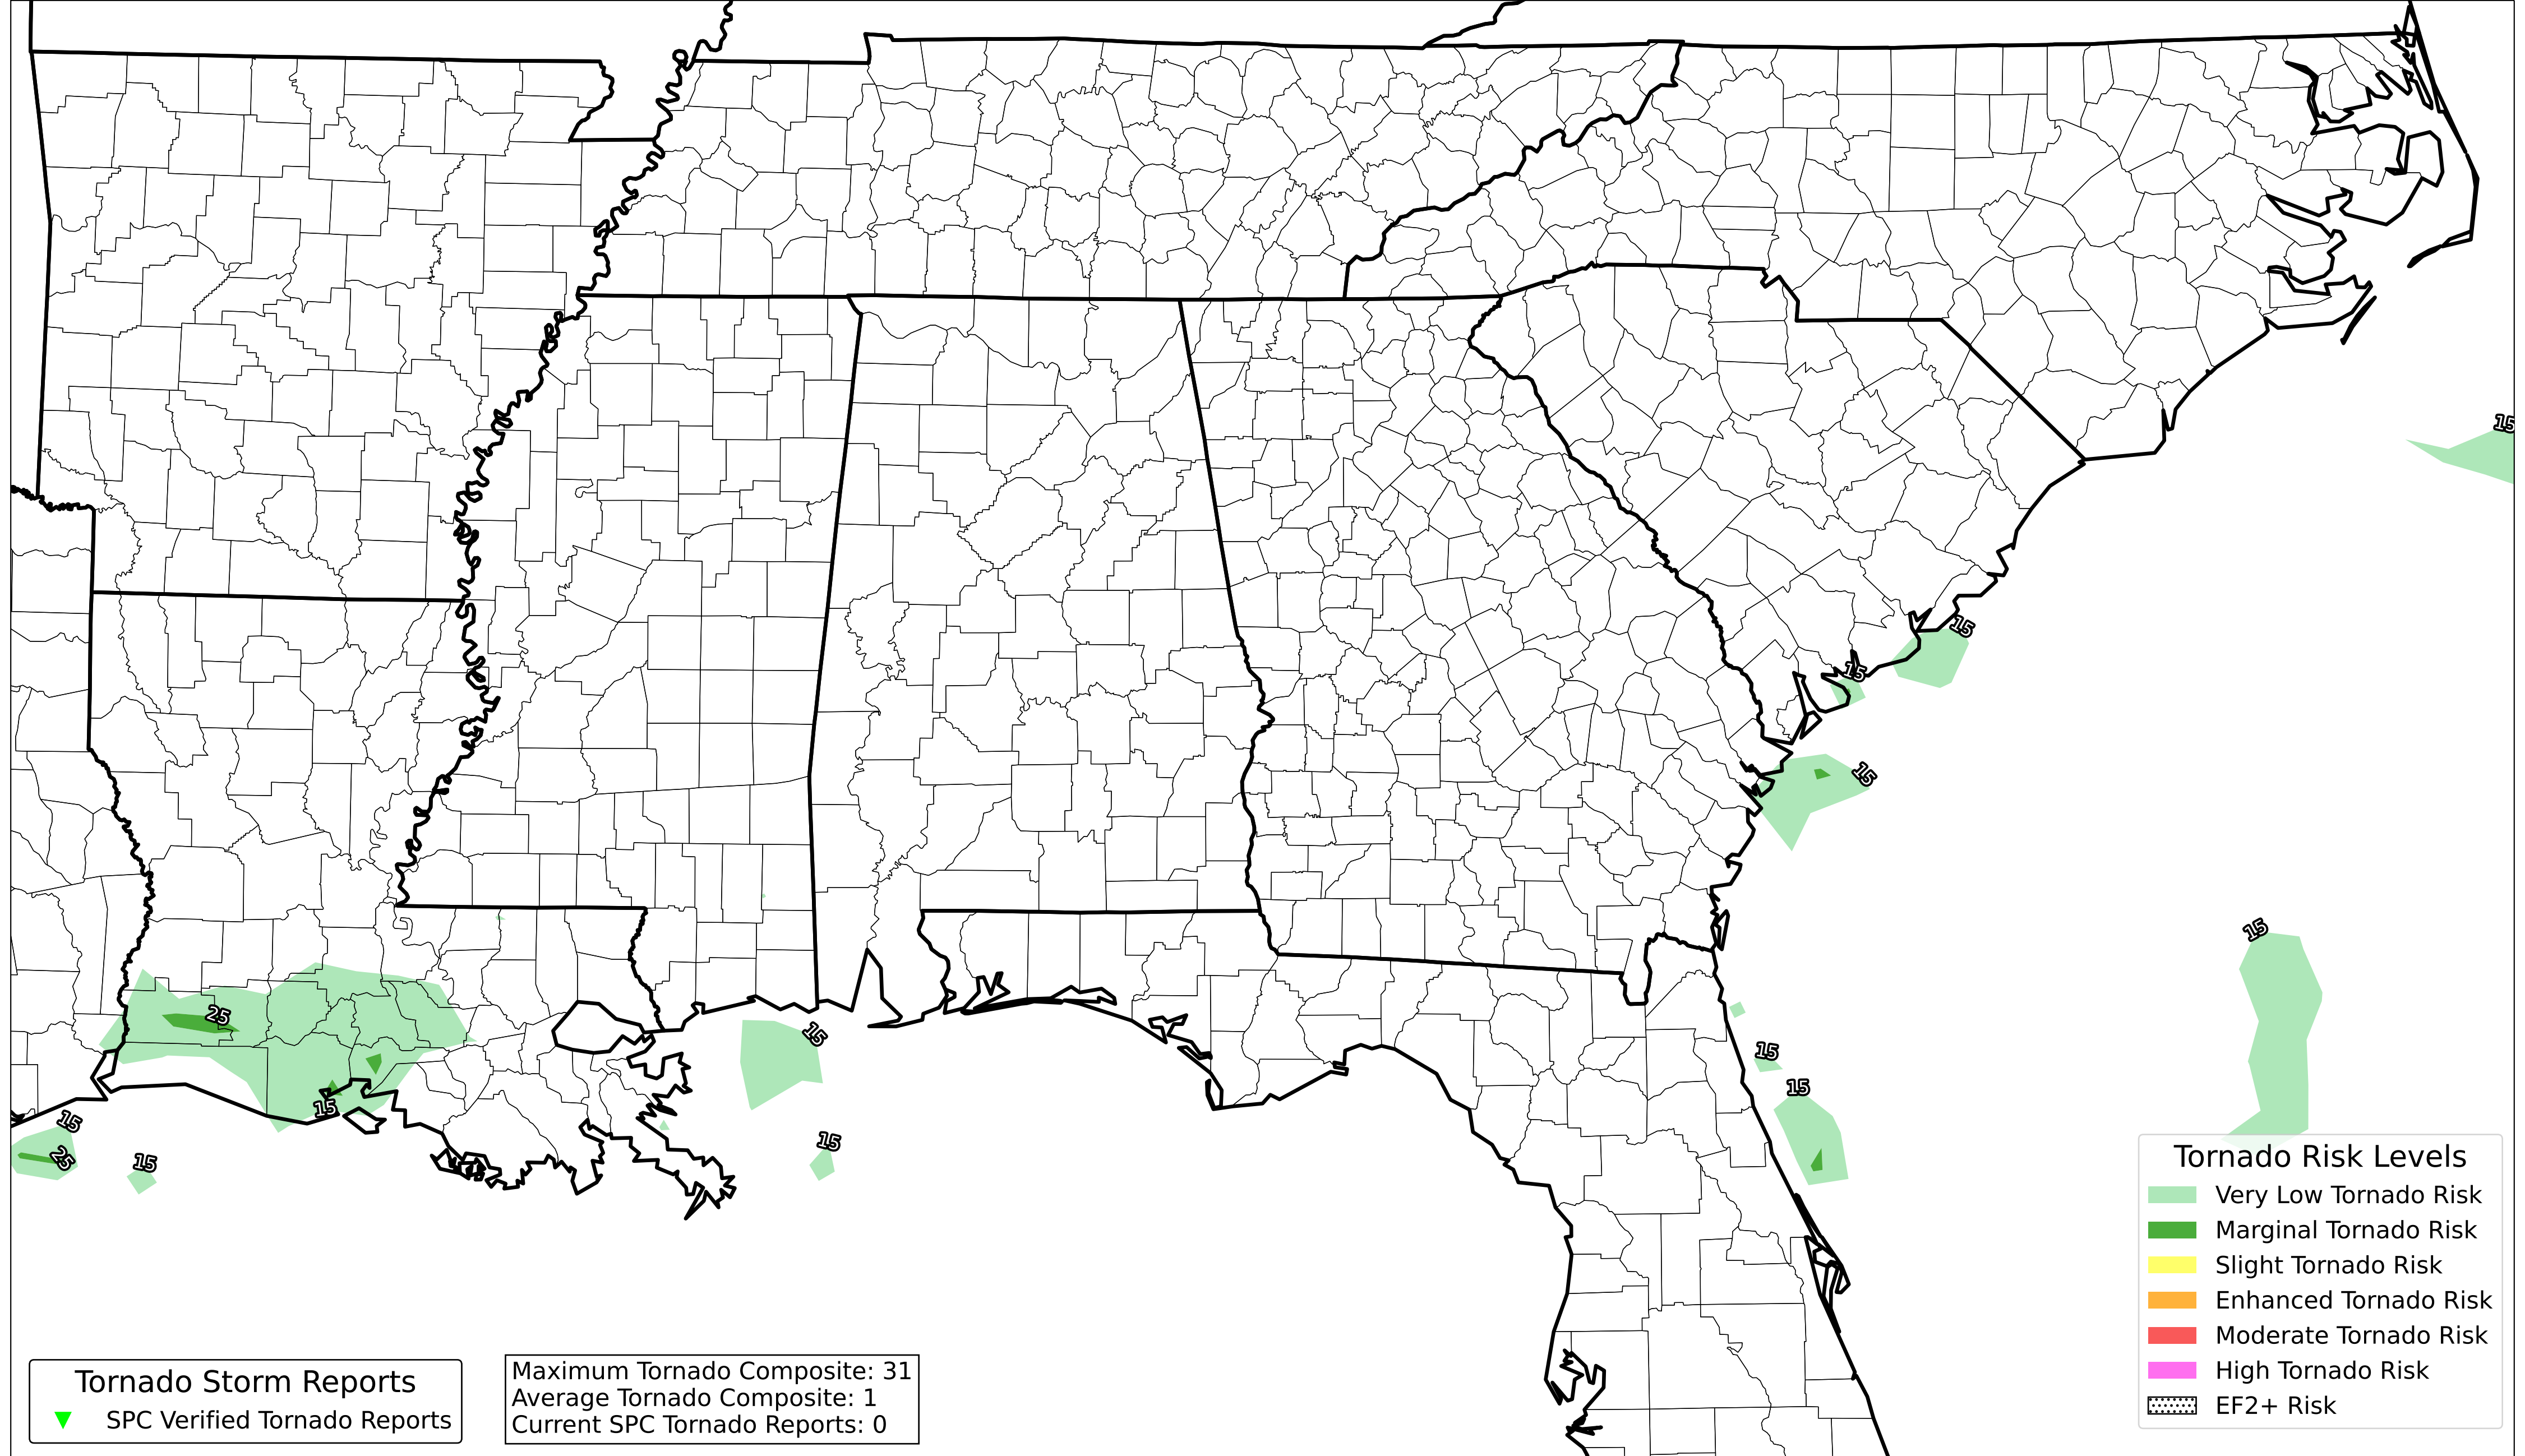 15
15
15
15
15
25
15
15
15
15
15
15
25
15
15
Tornado Risk Levels
Very Low Tornado Risk
Marginal Tornado Risk
Slight Tornado Risk
Enhanced Tornado Risk
Moderate Tornado Risk
High Tornado Risk
EF2+ Risk
Tornado Storm Reports
SPC Verified Tornado Reports
Maximum Tornado Composite: 31
Average Tornado Composite: 1
Current SPC Tornado Reports: 0